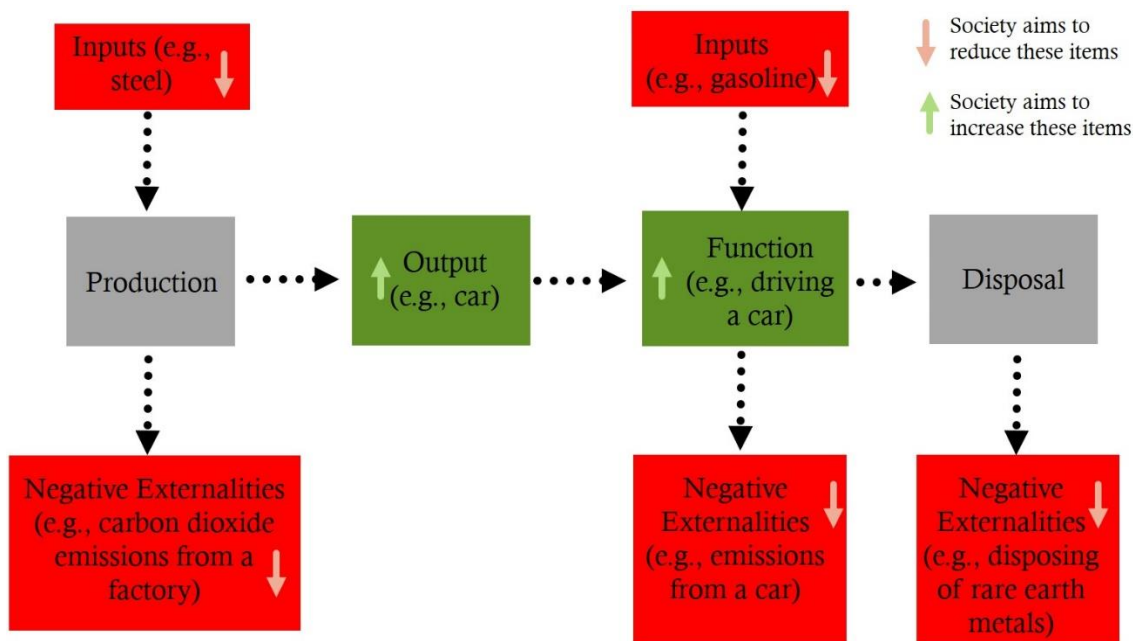 Inputs (e.g.,
steel)
Inputs
(e.g., gasoline)
Society aims to
reduce these items
Society aims to
increase these items
Production
Output
(e.g., car)
Function
(e.g., driving
a car)
Disposal
Negative Externalities
(e.g., carbon dioxide
emissions from a
factory)
Negative
Externalities
(e.g., emissions
from a car)
Negative
Externalities
(e.g., disposing
of rare earth
metals)